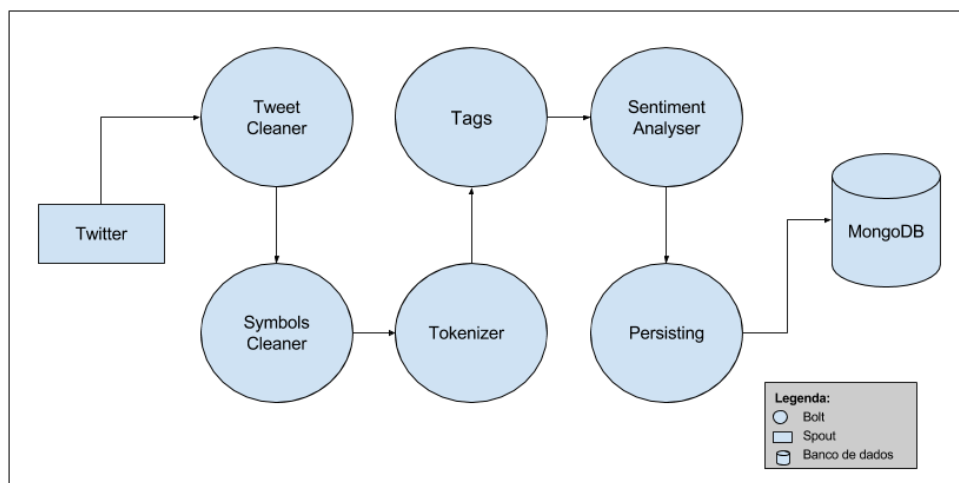 Twitter
Tweet
Cleaner
Symbols
Cleaner
Tokenizer
Tags
Sentiment
Analyser
Persisting
MongoDB
Legenda:
Bolt
Spout
Banco de dados